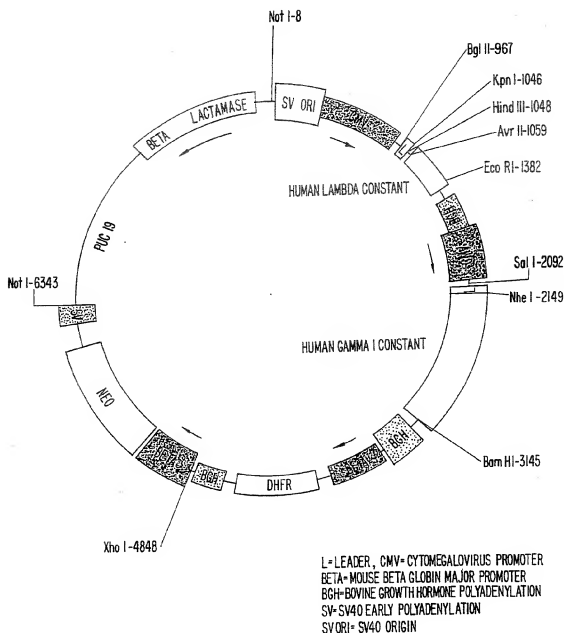 Not I-8
Bgl II-967
Kpn I-1046
Hind III-1048
Avr II-1059
Eco RI-1382
SV ORI
BETA LACTAMASE
HUMAN LAMBDA CONSTANT
PUC 19
Not I-6343
Sal I-2092
Nhe I-2149
HUMAN GAMMA I CONSTANT
NEO
BGH
BGH
DHFR
Bam HI-3145
Xho I-4848
L=LEADER, CMV=CYTOMEGALOVIRUS PROMOTER
BETA=MOUSE BETA GLOBIN MAJOR PROMOTER
BGH=BOVINE GROWTH HORMONE POLYADENYLATION
SV=SV40 EARLY POLYADENYLATION
SV ORI= SV40 ORIGIN